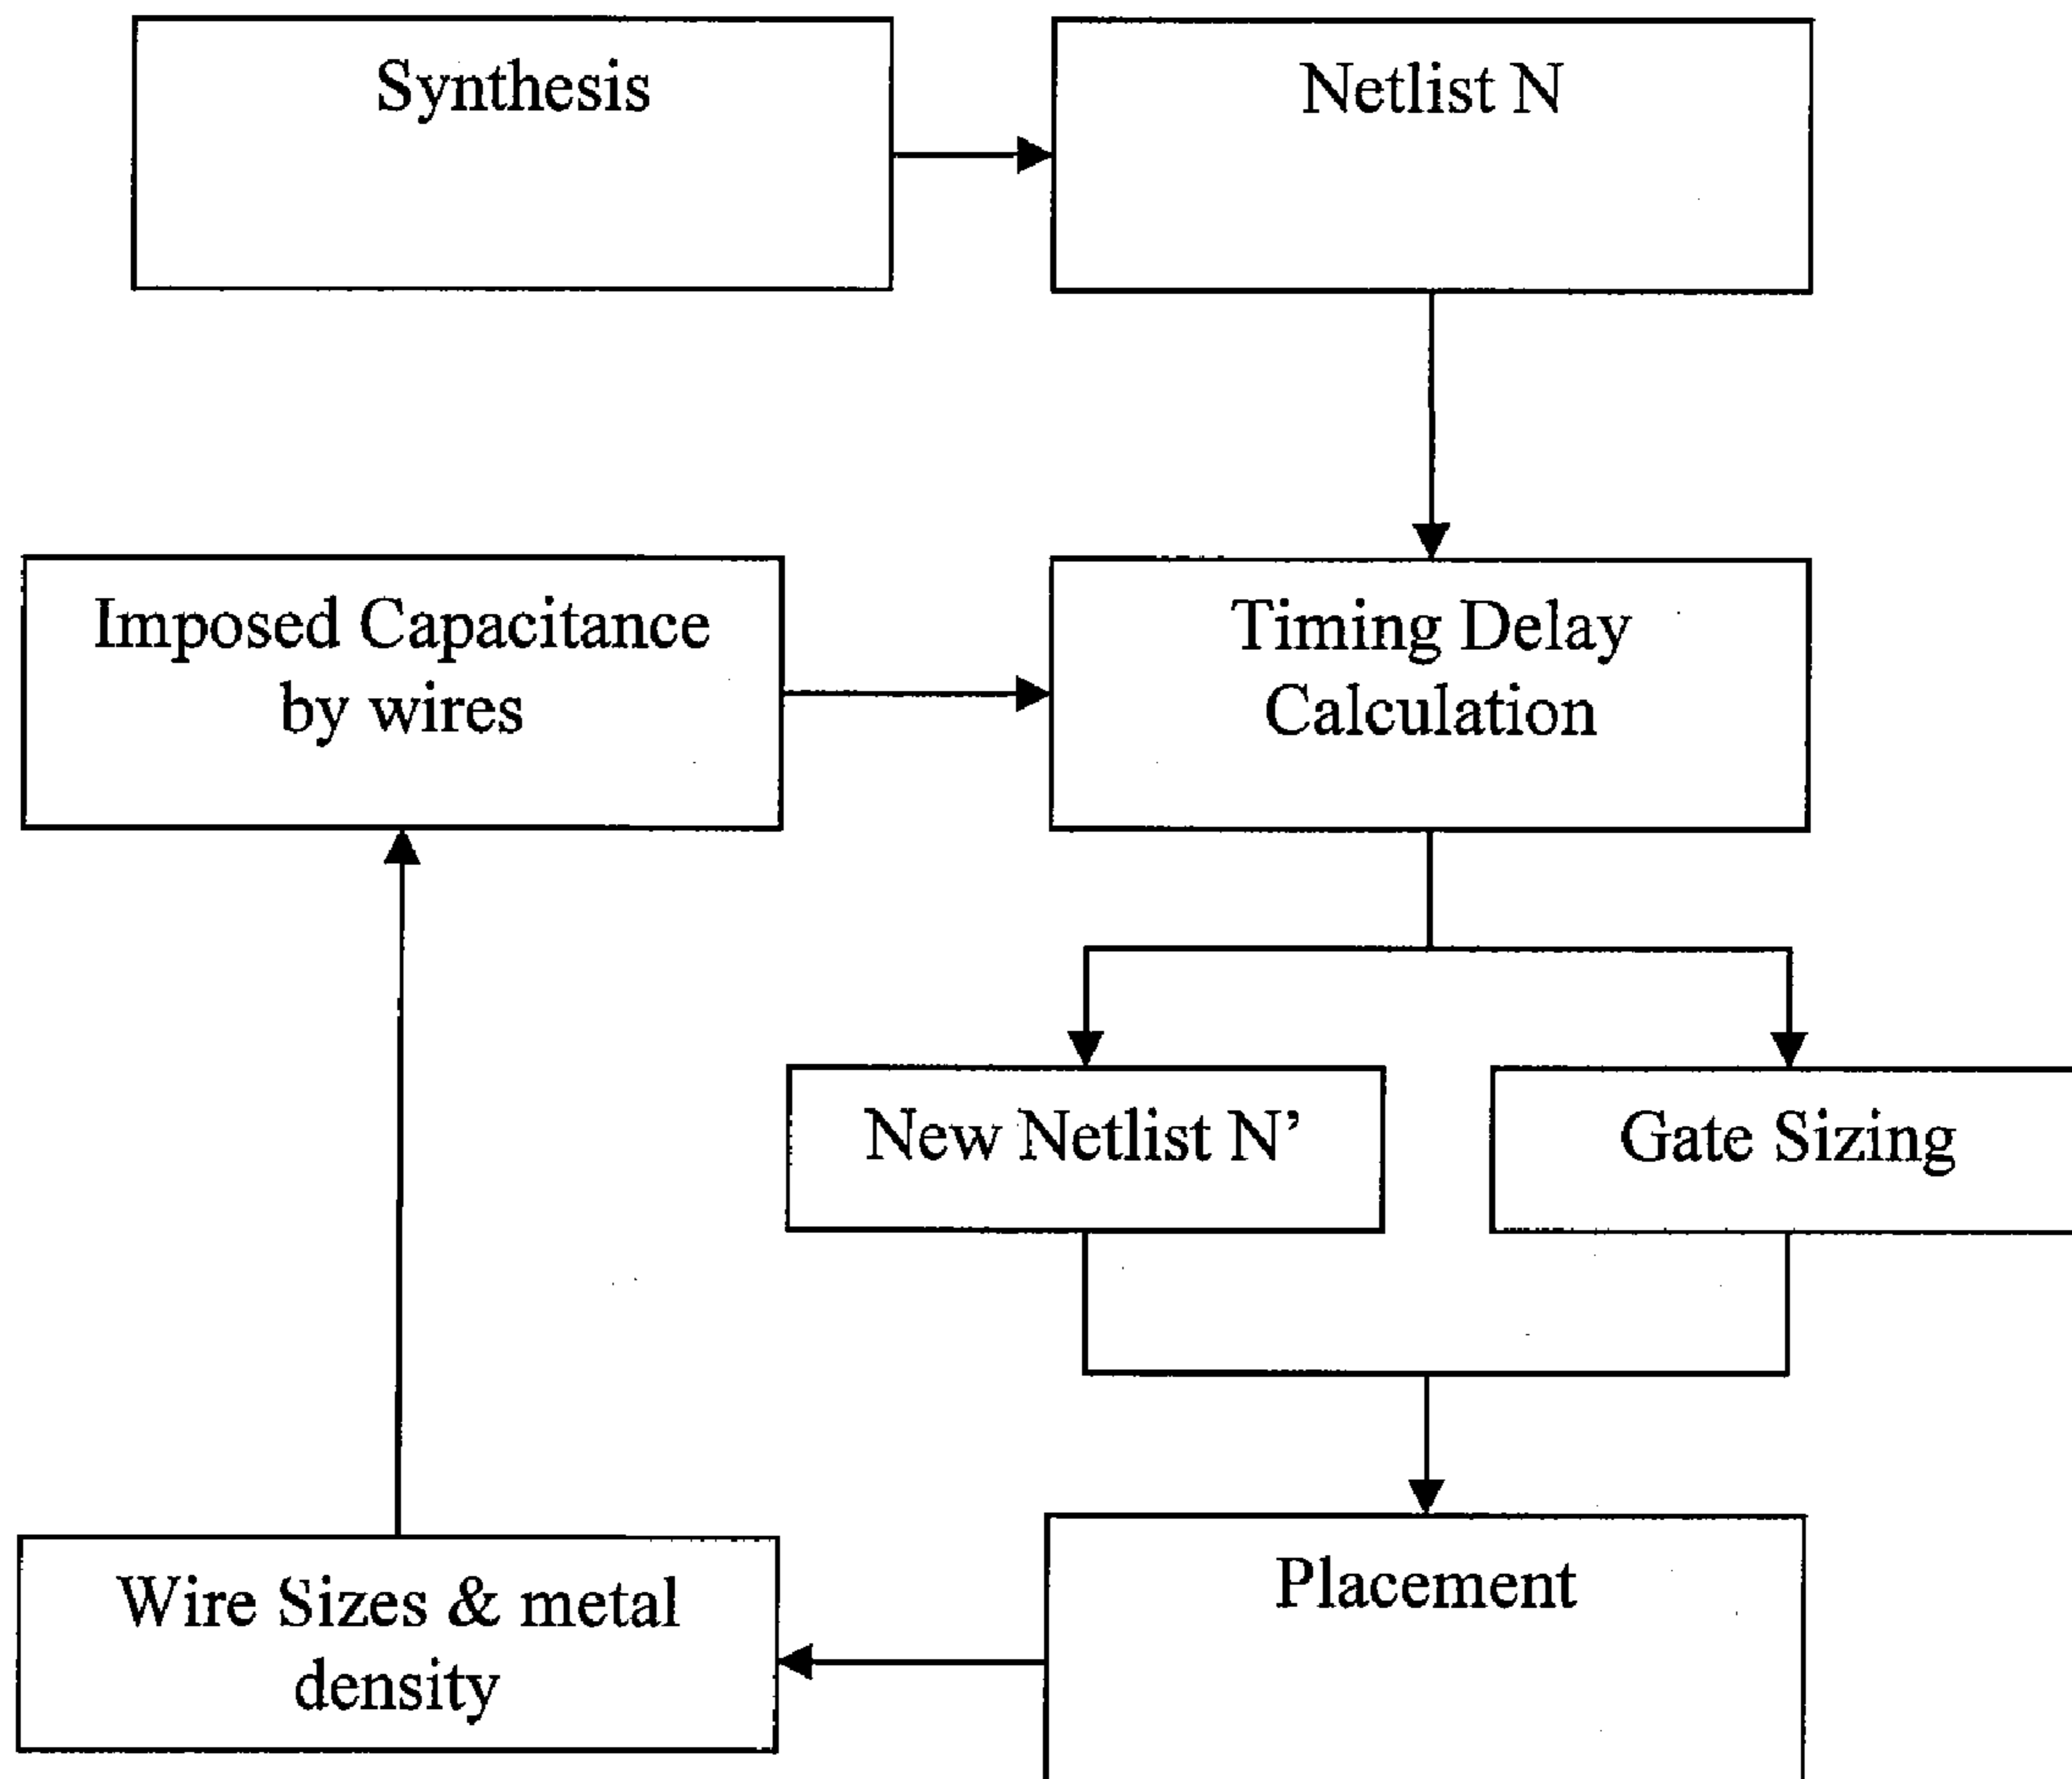 Synthesis
Netlist N
Imposed Capacitance
by wires
Timing Delay
Calculation
New Netlist N’
Gate Sizing
Wire Sizes & metal
density
Placement